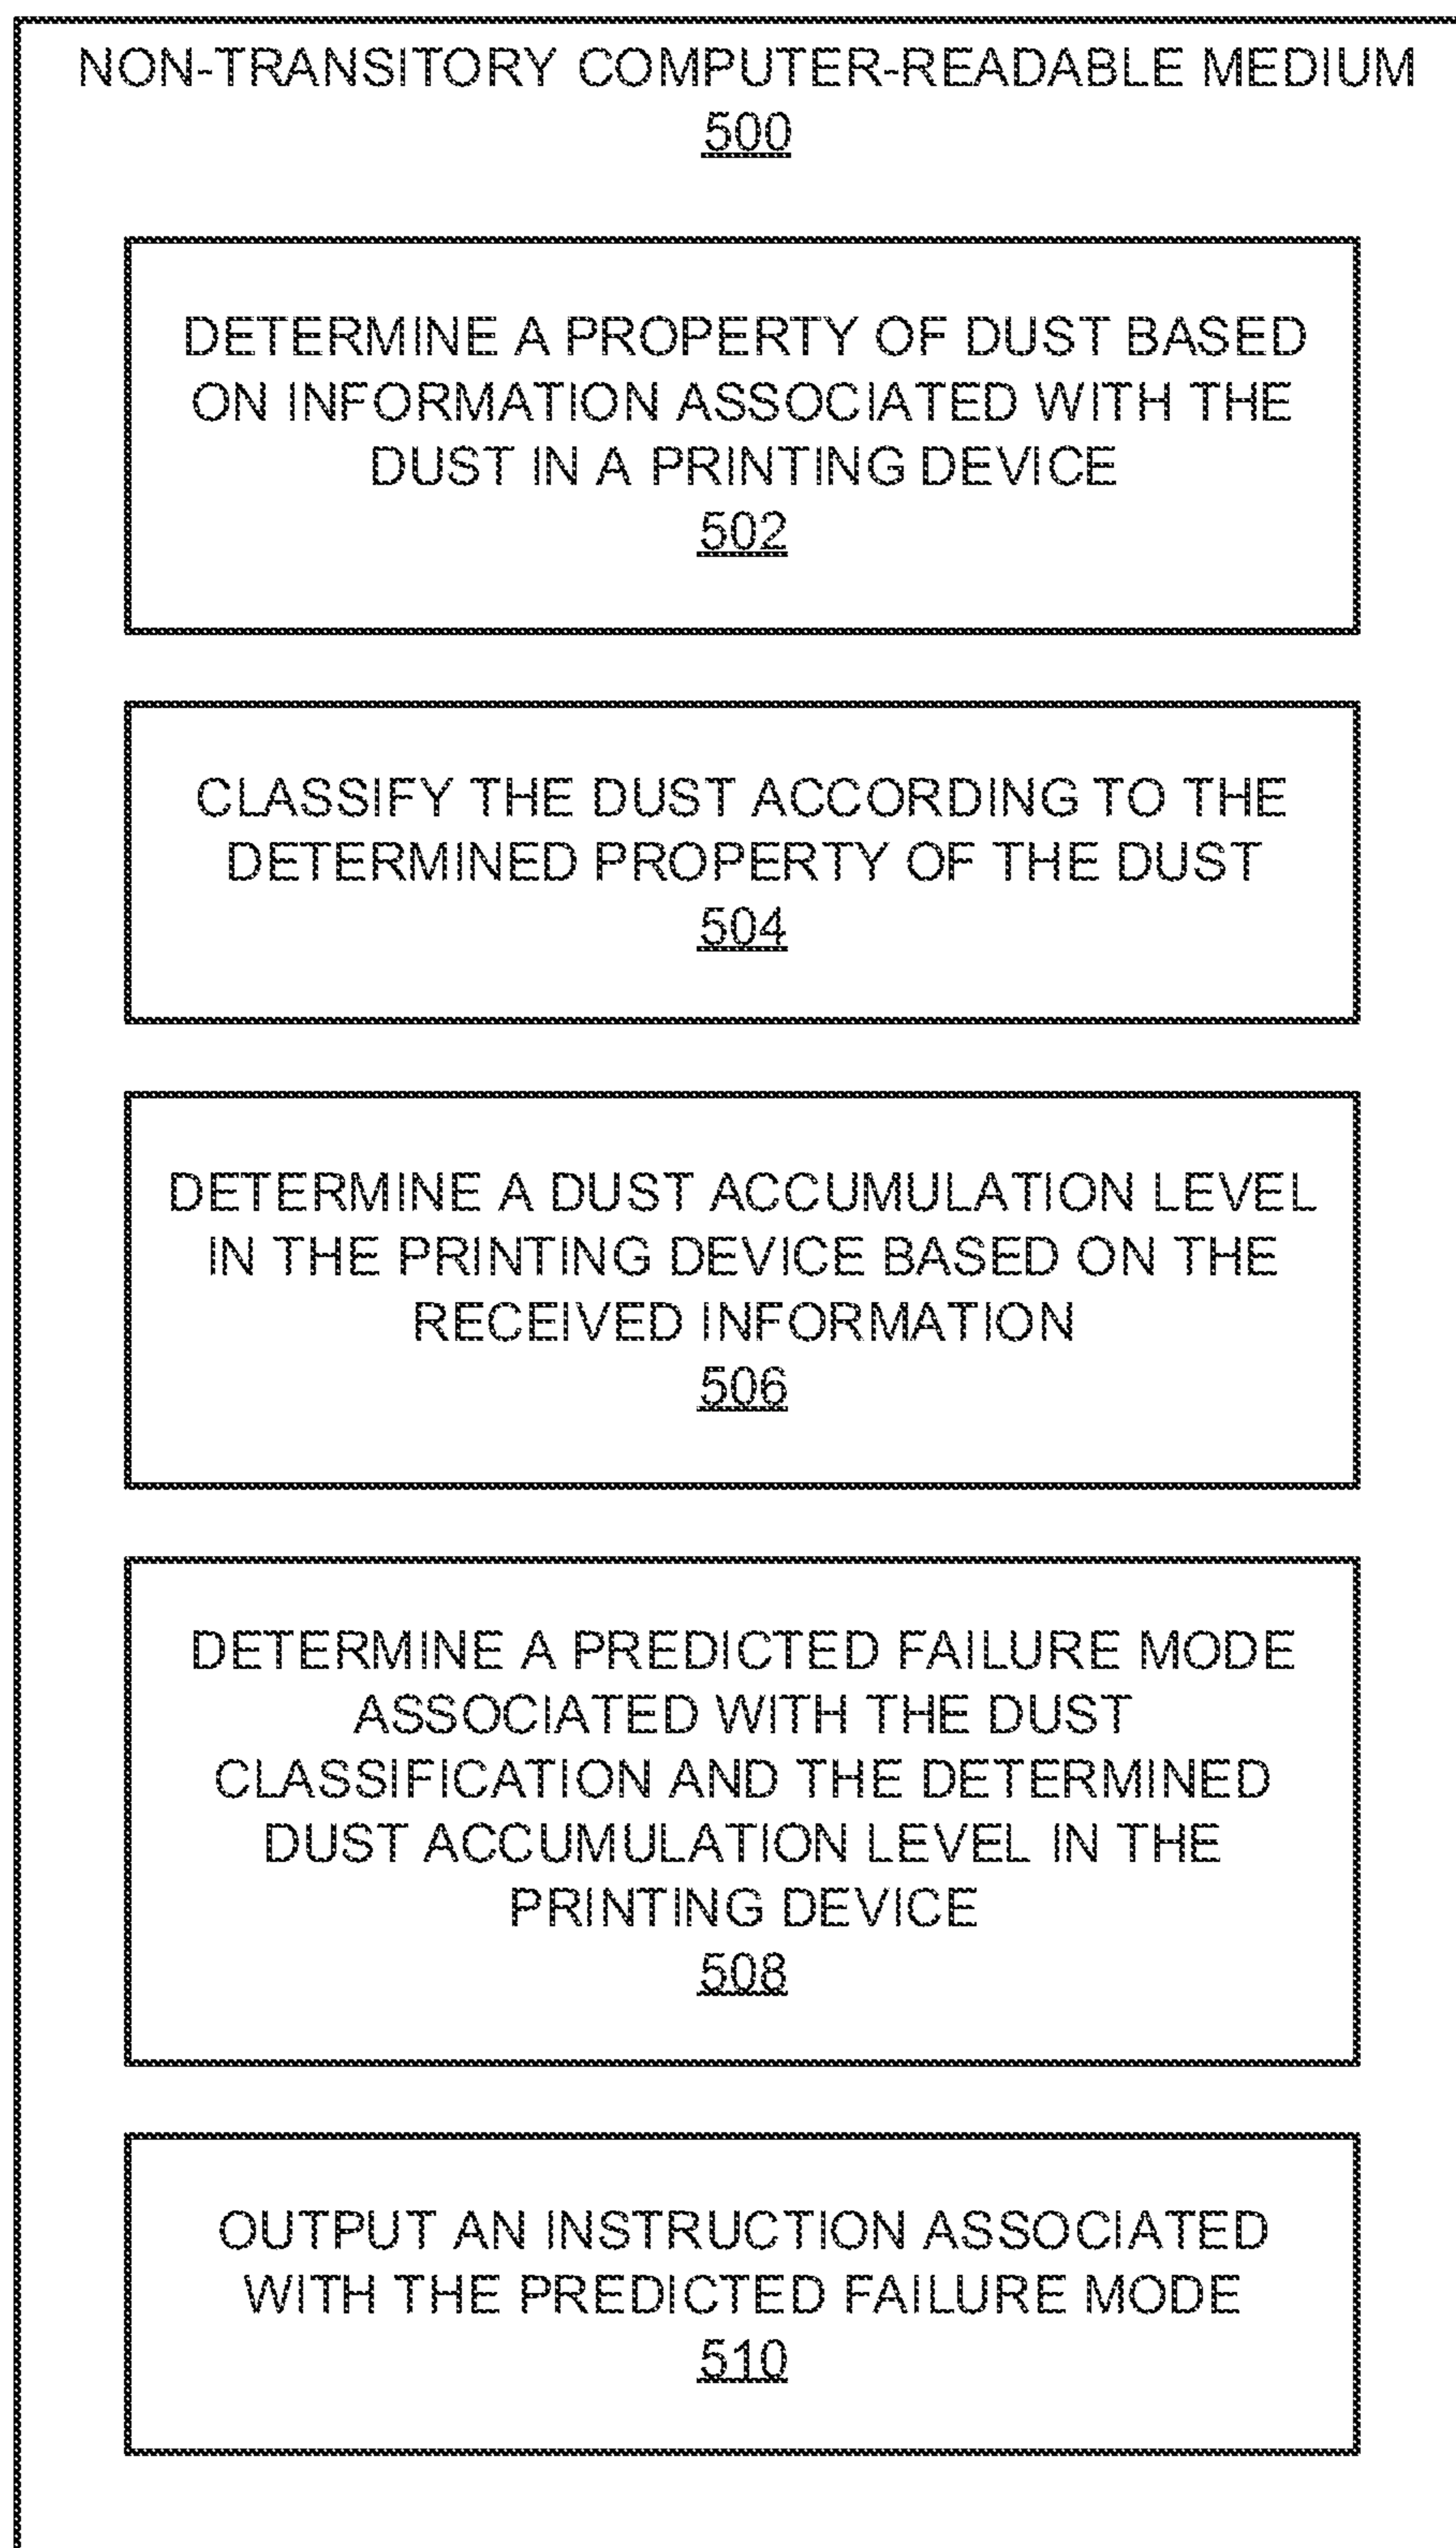 NON-TRANSITORY COMPUTER-READABLE MEDIUM
500
DETERMINE A PROPERTY OF DUST BASED
ON INFORMATION ASSOCIATED WITH THE
DUST IN A PRINTING DEVICE
502
CLASSIFY THE DUST ACCORDING TO THE
DETERMINED PROPERTY OF THE DUST
504
DETERMINE A DUST ACCUMULATION LEVEL
IN THE PRINTING DEVICE BASED ON THE
RECEIVED INFORMATION
506
DETERMINE A PREDICTED FAILURE MODE
ASSOCIATED WITH THE DUST
CLASSIFICATION AND THE DETERMINED
DUST ACCUMULATION LEVEL IN THE
PRINTING DEVICE
508
OUTPUT AN INSTRUCTION ASSOCIATED
WITH THE PREDICTED FAILURE MODE
510